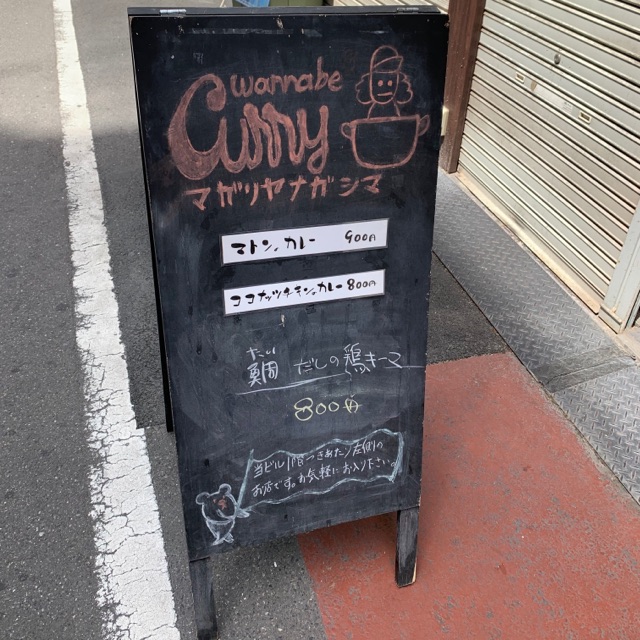 wannabe
Curry
マガリヤナガシマ
マトンカレー 900円
ココナッツチキンカレー 800円
たい
鯛だしの鶏キーマ
800円
当ビル1Fつきあたり左側の
お店です。お気軽にお入り下さい。